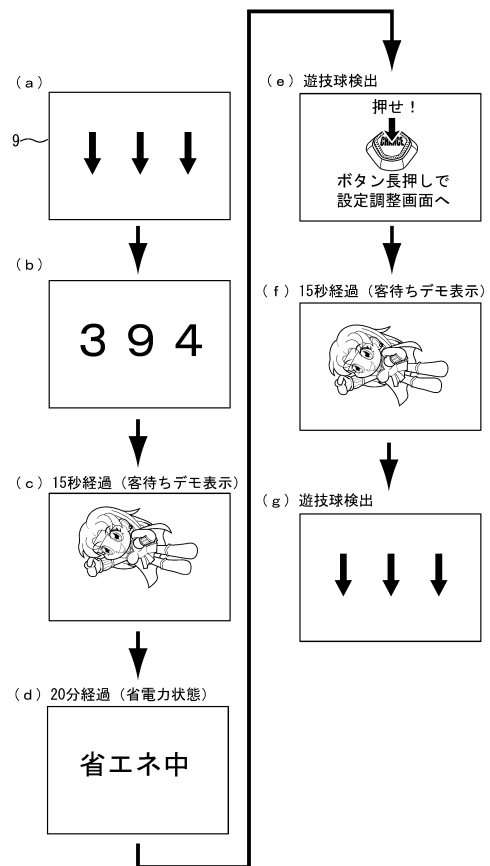 (a)
9
(b)
３９４
(c) 15秒経過（客待ちデモ表示）
(d) 20分経過（省電力状態）
省エネ中
(e) 遊技球検出
押せ！
CHANCE
ボタン長押しで
設定調整画面へ
(f) 15秒経過（客待ちデモ表示）
(g) 遊技球検出